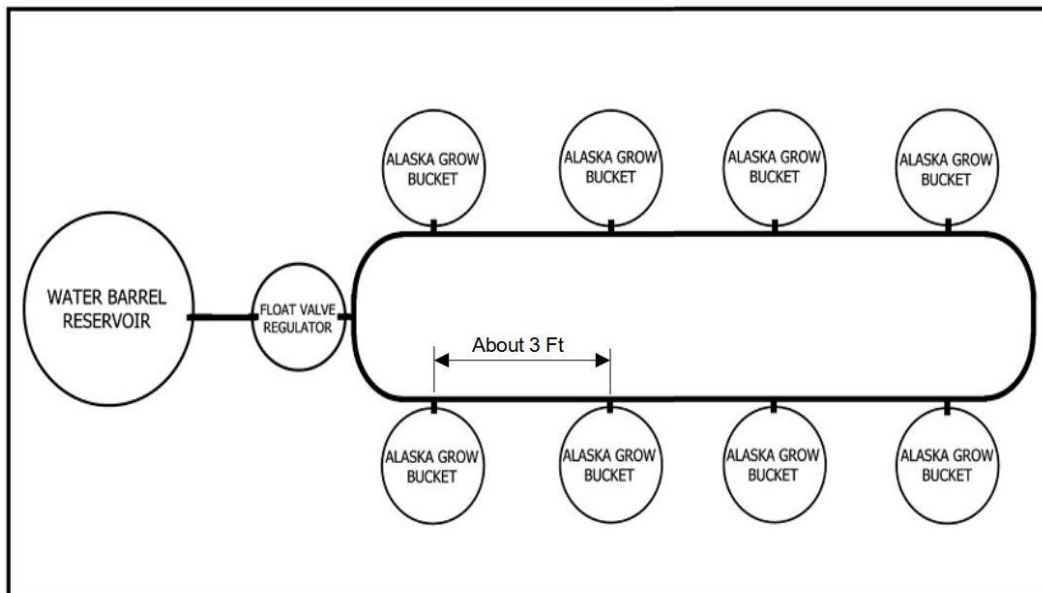 ALASKA GROW
BUCKET
ALASKA GROW
BUCKET
ALASKA GROW
BUCKET
ALASKA GROW
BUCKET
WATER BARREL
RESERVOIR
FLOAT VALVE
REGULATOR
About 3 Ft
ALASKA GROW
BUCKET
ALASKA GROW
BUCKET
ALASKA GROW
BUCKET
ALASKA GROW
BUCKET